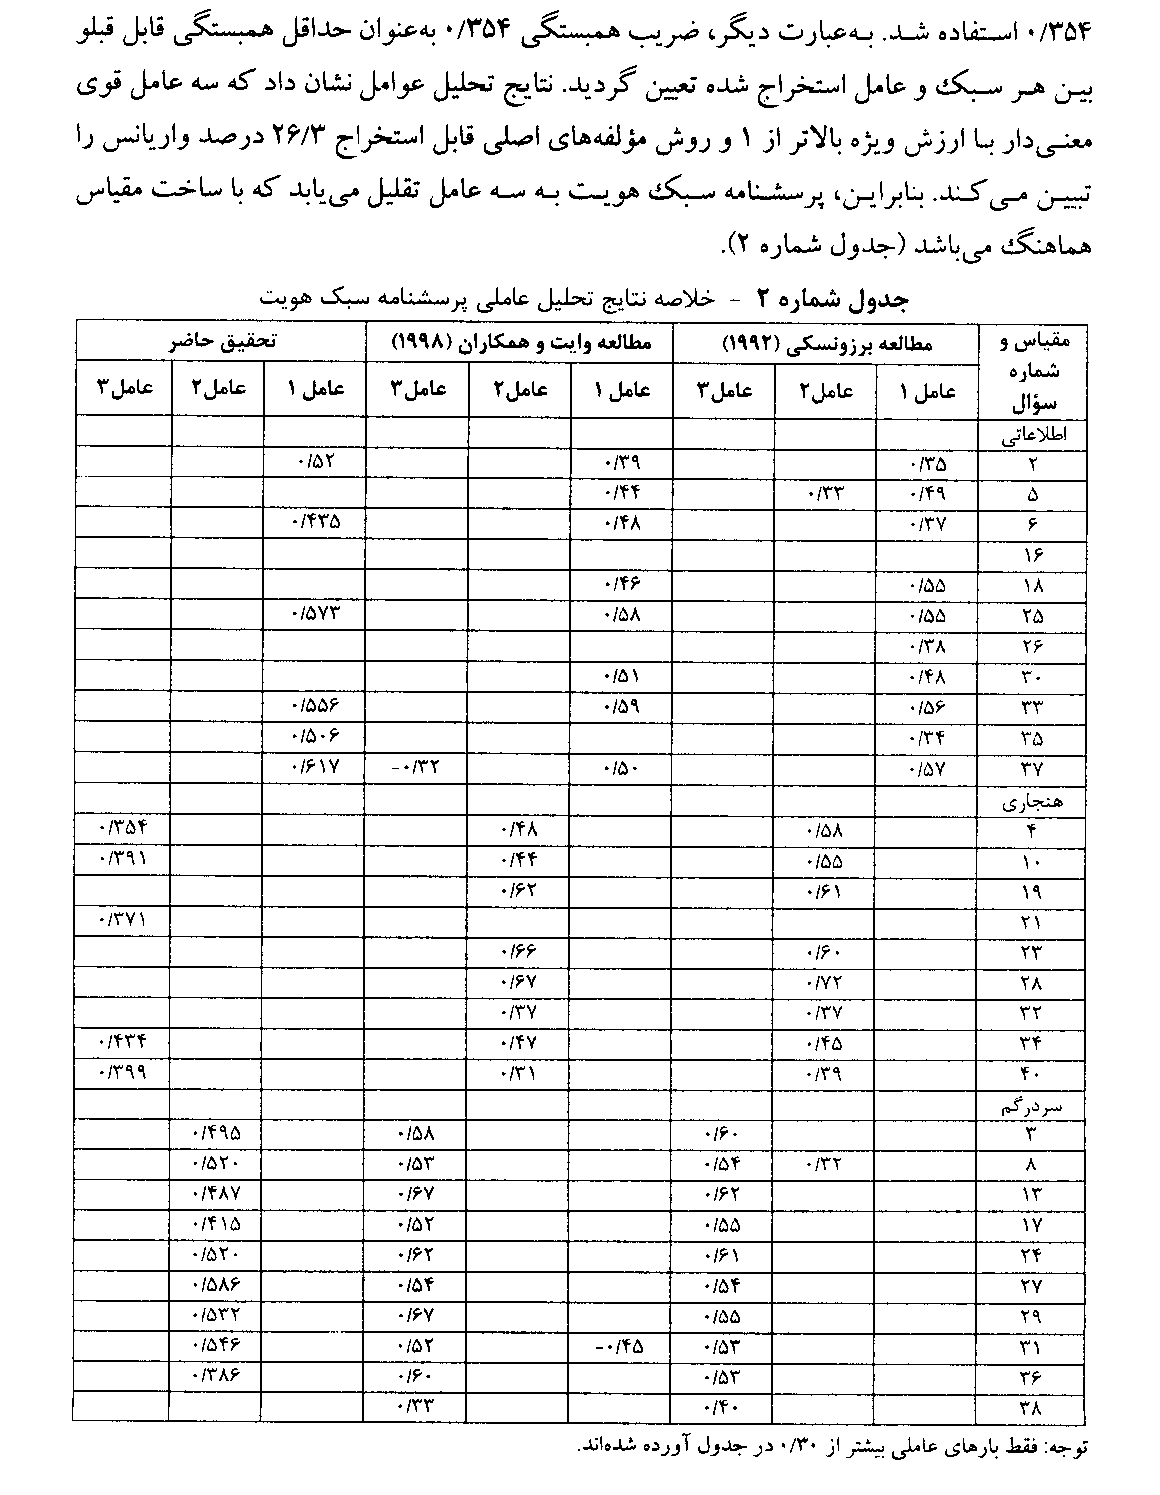 ۰/۳۵۴ استفاده شد. به‌عبارت دیگر، ضریب همبستگی ۰/۳۵۴ به‌عنوان حداقل همبستگی قابل قبلو
بین هر سبک و عامل استخراج شده تعیین گردید. نتایج تحلیل عوامل نشان داد که سه عامل قوی
معنی‌دار با ارزش ویژه بالاتر از ۱ و روش مؤلفه‌های اصلی قابل استخراج ۲۶/۳ درصد واریانس را
تبیین می‌کند. بنابراین، پرسشنامه سبک هویت به سه عامل تقلیل می‌یابد که با ساخت مقیاس
هماهنگ می‌باشد (جدول شماره ۲).
جدول شماره ۲ - خلاصه نتایج تحلیل عاملی پرسشنامه سبک هویت
مقیاس و شماره سؤال مطالعه برزونسکی (۱۹۹۲) مطالعه وایت و همکاران (۱۹۹۸) تحقیق حاضر
عامل ۱ عامل ۲ عامل ۳ عامل ۱ عامل ۲ عامل ۳ عامل ۱ عامل ۲ عامل ۳
اطلاعاتی
۲ ۰/۳۵ ۰/۳۹ ۰/۵۲
۵ ۰/۴۹ ۰/۳۳ ۰/۴۴
۶ ۰/۳۷ ۰/۴۸ ۰/۴۳۵
۱۶
۱۸ ۰/۵۵ ۰/۴۶
۲۵ ۰/۵۵ ۰/۵۸ ۰/۵۷۳
۲۶ ۰/۳۸
۳۰ ۰/۴۸ ۰/۵۱
۳۳ ۰/۵۶ ۰/۵۹ ۰/۵۵۶
۳۵ ۰/۳۴ ۰/۵۰۶
۳۷ ۰/۵۷ ۰/۵۰ -۰/۳۲ ۰/۶۱۷
هنجاری
۴ ۰/۵۸ ۰/۴۸ ۰/۳۵۴
۱۰ ۰/۵۵ ۰/۴۴ ۰/۳۹۱
۱۹ ۰/۶۱ ۰/۶۲
۲۱ ۰/۳۷۱
۲۳ ۰/۶۰ ۰/۶۶
۲۸ ۰/۷۲ ۰/۶۷
۳۲ ۰/۳۷ ۰/۳۷
۳۴ ۰/۴۵ ۰/۴۷ ۰/۴۳۴
۴۰ ۰/۳۹ ۰/۳۱ ۰/۳۹۹
سردرگم
۳ ۰/۶۰ ۰/۵۸ ۰/۴۹۵
۸ ۰/۳۲ ۰/۵۴ ۰/۵۳ ۰/۵۲۰
۱۳ ۰/۶۲ ۰/۶۷ ۰/۴۸۷
۱۷ ۰/۵۵ ۰/۵۲ ۰/۴۱۵
۲۴ ۰/۶۱ ۰/۶۲ ۰/۵۲۰
۲۷ ۰/۵۴ ۰/۵۴ ۰/۵۸۶
۲۹ ۰/۵۵ ۰/۶۷ ۰/۵۳۲
۳۱ ۰/۵۳ -۰/۴۵ ۰/۵۲ ۰/۵۴۶
۳۶ ۰/۵۳ ۰/۶۰ ۰/۳۸۶
۳۸ ۰/۴۰ ۰/۳۳
توجه: فقط بارهای عاملی بیشتر از ۰/۳۰ در جدول آورده شده‌اند.